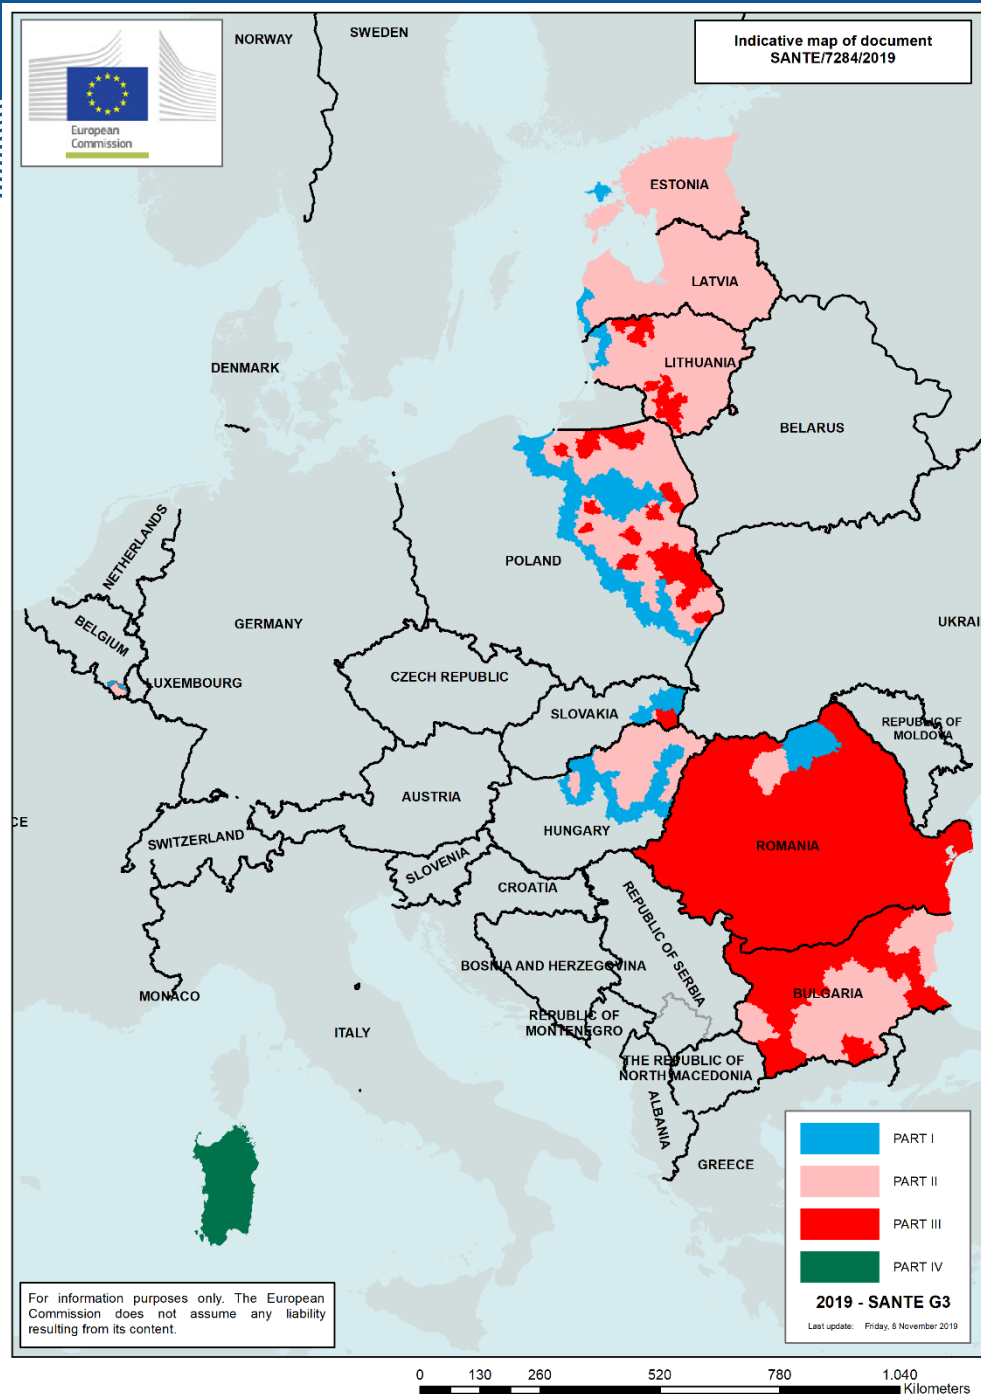 European
Commission
NORWAY
SWEDEN
Indicative map of document
SANTE/7284/2019
ESTONIA
LATVIA
LITHUANIA
DENMARK
BELARUS
NETHERLANDS
POLAND
BELGIUM
GERMANY
UKRAI
LUXEMBOURG
CZECH REPUBLIC
SLOVAKIA
REPUBLIC OF
MOLDOVA
AUSTRIA
CE
HUNGARY
SWITZERLAND
ROMANIA
SLOVENIA
CROATIA
REPUBLIC OF SERBIA
BOSNIA AND HERZEGOVINA
MONACO
BULGARIA
REPUBLIC OF
MONTENEGRO
ITALY
THE REPUBLIC OF
NORTH MACEDONIA
ALBANIA
GREECE
PART I
PART II
PART III
PART IV
2019 - SANTE G3
Last update: Friday, 8 November 2019
For information purposes only. The European
Commission does not assume any liability
resulting from its content.
0 130 260 520 780 1.040
Kilometers